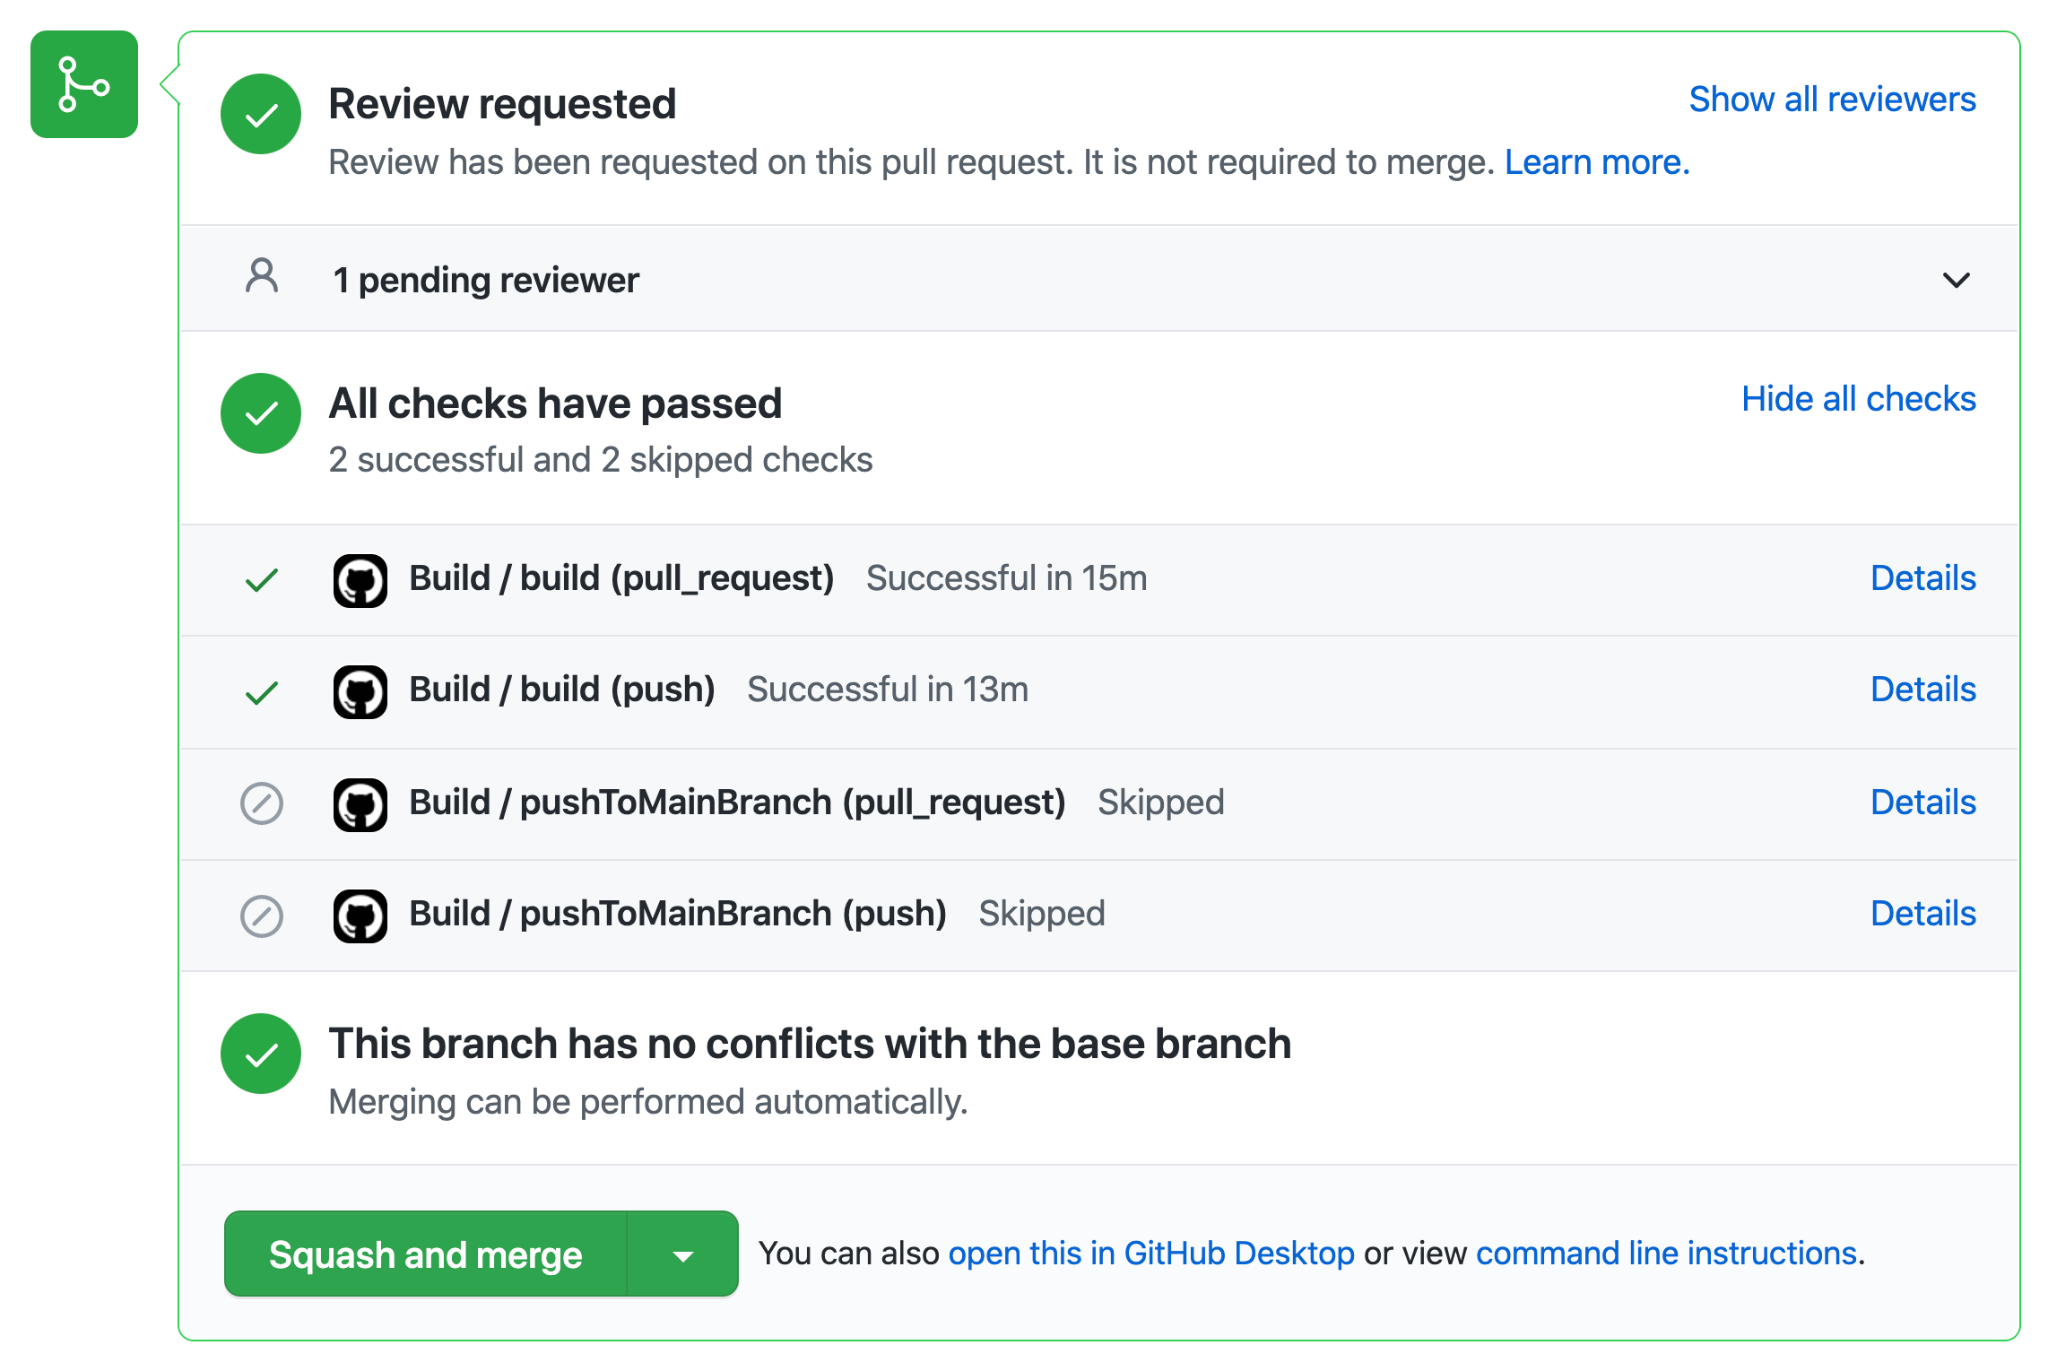 Review requested
Show all reviewers
Review has been requested on this pull request. It is not required to merge. Learn more.
1 pending reviewer
All checks have passed
Hide all checks
2 successful and 2 skipped checks
Build / build (pull_request) Successful in 15m Details
Build / build (push) Successful in 13m Details
Build / pushToMainBranch (pull_request) Skipped Details
Build / pushToMainBranch (push) Skipped Details
This branch has no conflicts with the base branch
Merging can be performed automatically.
Squash and merge You can also open this in GitHub Desktop or view command line instructions.